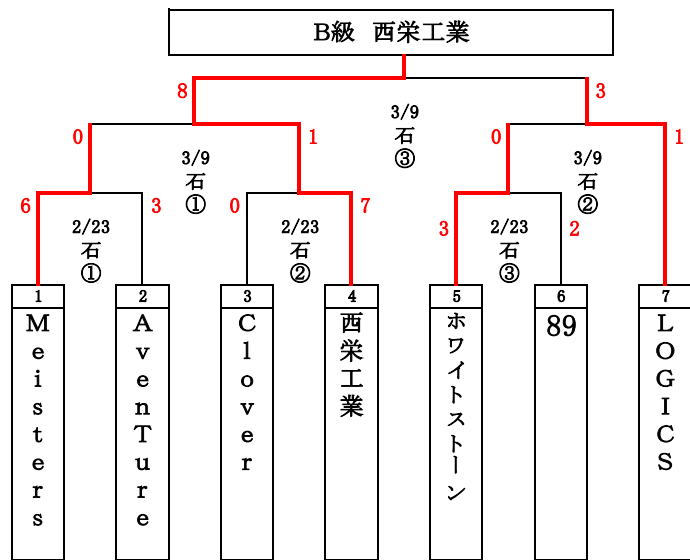 B級 西栄工業
8
3
3/9
石
③
0
1
0
1
3/9
石
①
3/9
石
②
6
3
0
7
3
2
2/23
石
①
2/23
石
②
2/23
石
③
1
2
3
4
5
6
7
Meisters
AvenTure
Clover
西栄工業
ホワイトストーン
89
LOGICS